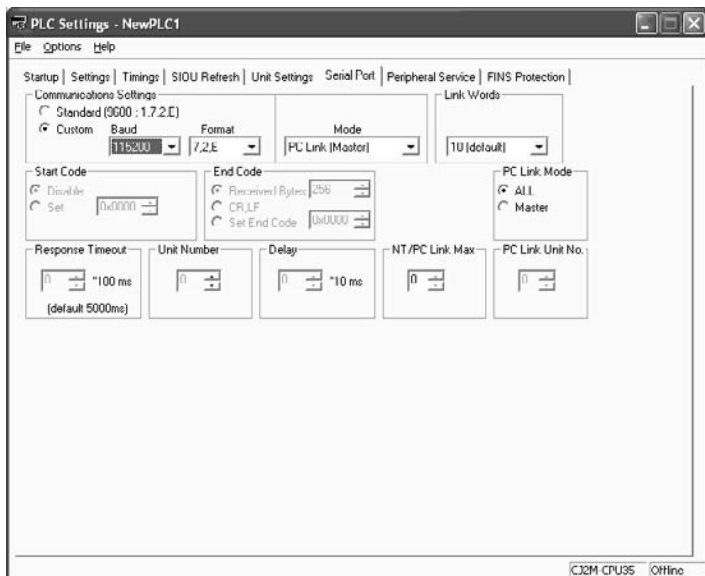 PLC Settings - NewPLC1
File Options Help
Startup Settings Timings SIOU Refresh Unit Settings Serial Port Peripheral Service FINS Protection
Communications Settings Link Words
Standard (9600 : 1,7,2,E)
Custom Baud Format Mode
115200 7,2,E PC Link (Master) 10 (default)
Start Code End Code PC Link Mode
Disable Received Bytes 256 ALL
Set 0x0000 CR,LF Master
Set End Code 0x0000
Response Timeout Unit Number Delay NT/PC Link Max PC Link Unit No.
0 *100 ms 0 0 *10 ms 0 0
(default 5000ms)
CJ2M-CPU35 Offline